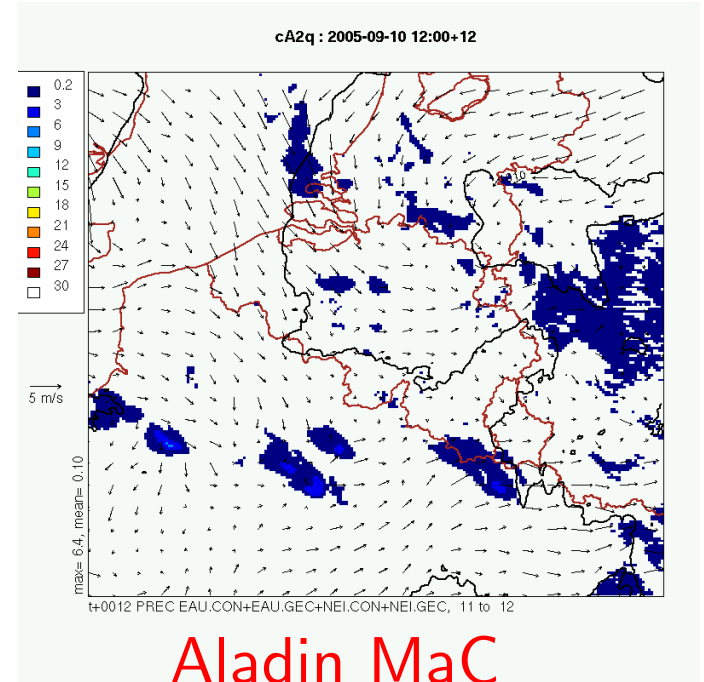 cA2q : 2005-09-10 12:00+12
0.2
3
6
9
12
15
18
21
24
27
30
5 m/s
max= 6.4, mean= 0.10
t+0012 PREC EAU.CON+EAU.GEC+NEI.CON+NEI.GEC, 11 to 12
Aladin MaC